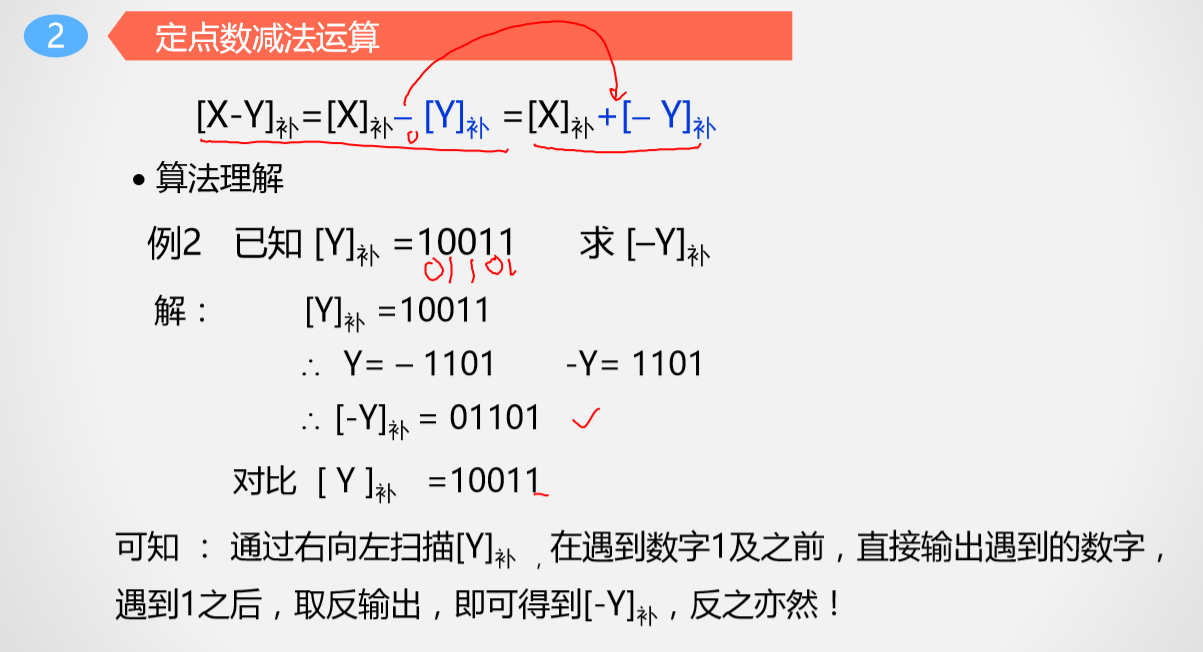 2 定点数减法运算
[X-Y]补=[X]补– [Y]补 =[X]补+[– Y]补
• 算法理解
例2 已知 [Y]补 =10011 求 [–Y]补
01101
解： [Y]补 =10011
∴ Y= – 1101 -Y= 1101
∴ [-Y]补 = 01101 ✓
对比 [ Y ]补 =10011
可知 ： 通过右向左扫描[Y]补 ，在遇到数字1及之前，直接输出遇到的数字，
遇到1之后，取反输出，即可得到[-Y]补，反之亦然！